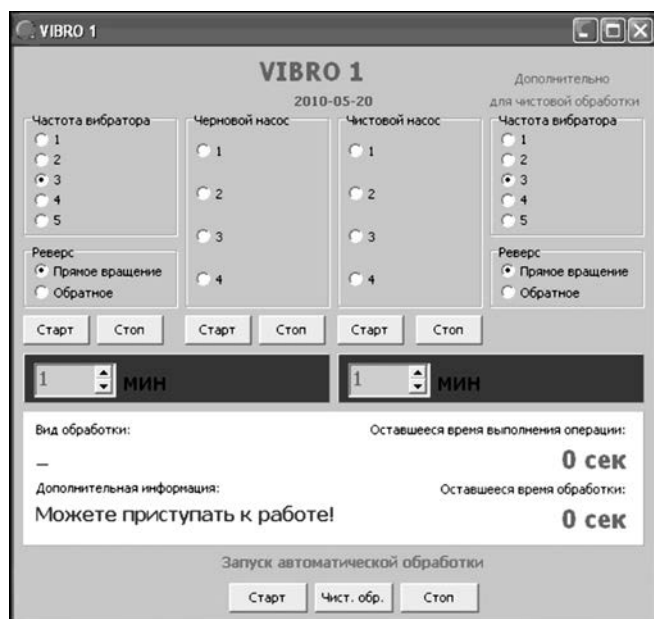 VIBRO 1
VIBRO 1
2010-05-20
Дополнительно
для чистовой обработки
Частота вибратора
1
2
3
4
5
Реверс
Прямое вращение
Обратное
Черновой насос
1
2
3
4
Чистовой насос
1
2
3
4
Частота вибратора
1
2
3
4
5
Реверс
Прямое вращение
Обратное
Старт Стоп Старт Стоп Старт Стоп
1 мин 1 мин
Вид обработки: Оставшееся время выполнения операции:
– 0 сек
Дополнительная информация: Оставшееся время обработки:
Можете приступать к работе! 0 сек
Запуск автоматической обработки
Старт Чист. обр. Стоп